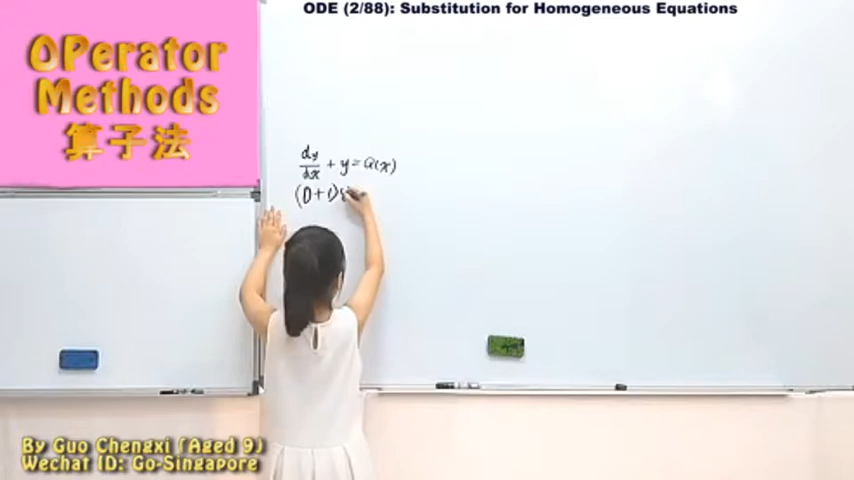 ODE (2/88): Substitution for Homogeneous Equations
OPerator
Methods
算子法
dy/dx + y = Q(x)
(D+1)y
By Guo Chengxi (Aged 9)
Wechat ID: Go-Singapore